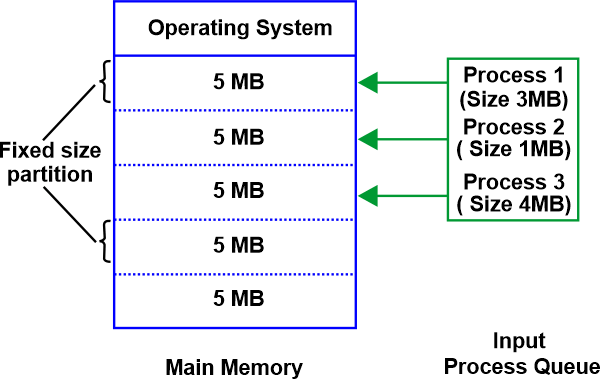 Operating System
5 MB
5 MB
5 MB
5 MB
5 MB
Fixed size
partition
Process 1
(Size 3MB)
Process 2
( Size 1MB)
Process 3
( Size 4MB)
Main Memory
Input
Process Queue